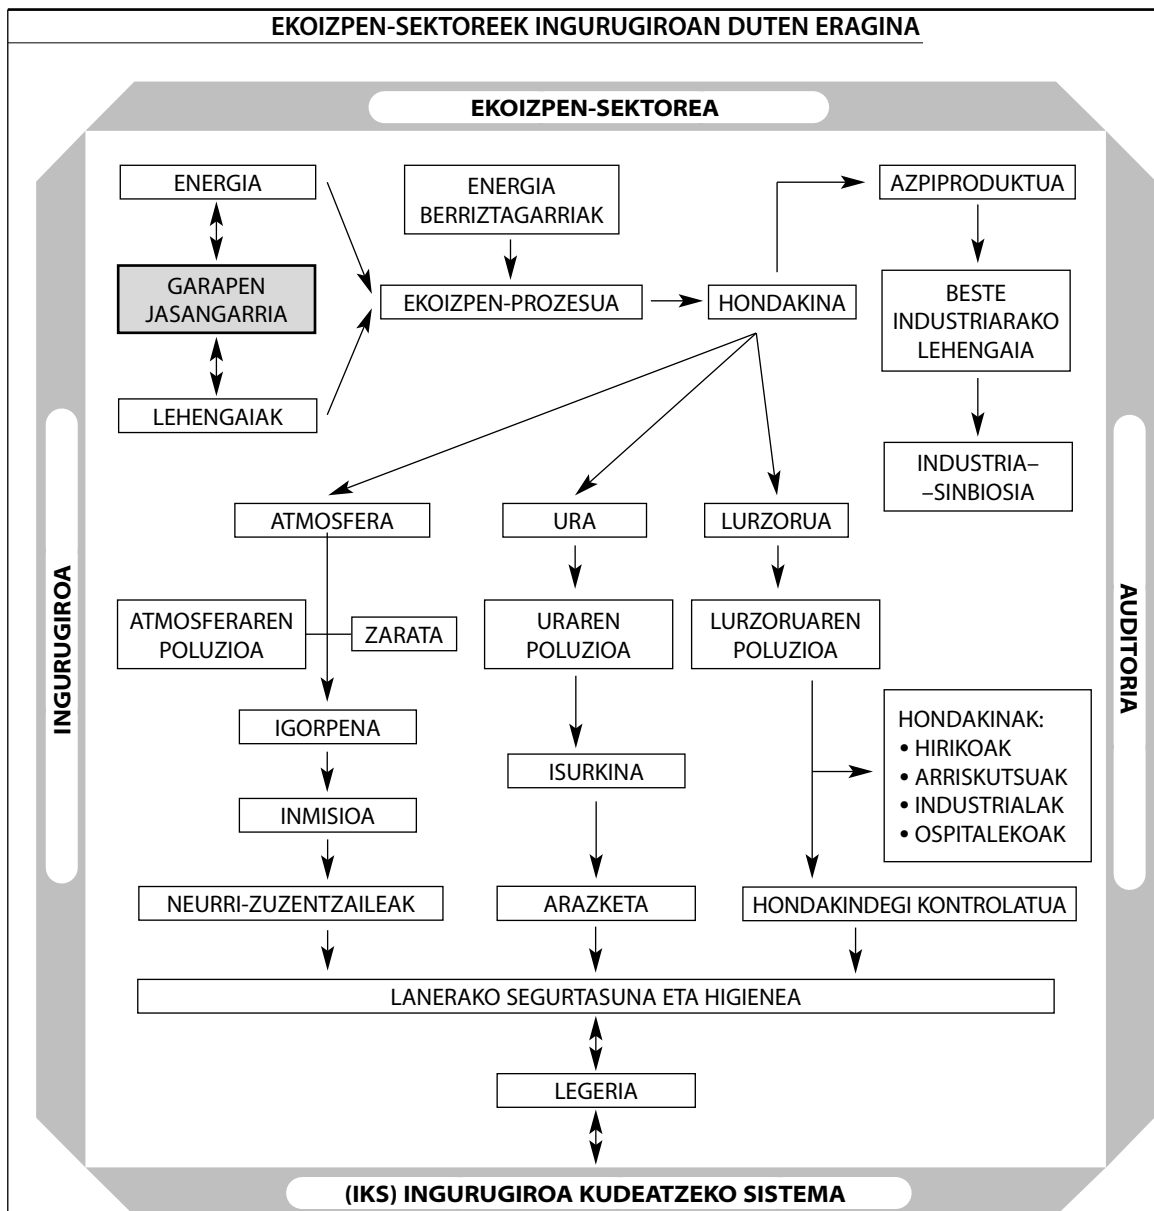 EKOIZPEN-SEKTOREEK INGURUGIROAN DUTEN ERAGINA
EKOIZPEN-SEKTOREA
ENERGIA
ENERGIA
BERRIZTAGARRIAK
AZPIPRODUKTUA
GARAPEN
JASANGARRIA
EKOIZPEN-PROZESUA
HONDAKINA
BESTE
INDUSTRIARAKO
LEHENGAIA
LEHENGAIAK
INDUSTRIA–
–SINBIOSIA
ATMOSFERA
URA
LURZORUA
INGURUGIROA
AUDITORIA
ATMOSFERAREN
POLUZIOA
ZARATA
URAREN
POLUZIOA
LURZORUAREN
POLUZIOA
IGORPENA
ISURKINA
HONDAKINAK:
• HIRIKOAK
• ARRISKUTSUAK
• INDUSTRIALAK
• OSPITALEKOAK
INMISIOA
NEURRI-ZUZENTZAILEAK
ARAZKETA
HONDAKINDEGI KONTROLATUA
LANERAKO SEGURTASUNA ETA HIGIENEA
LEGERIA
(IKS) INGURUGIROA KUDEATZEKO SISTEMA